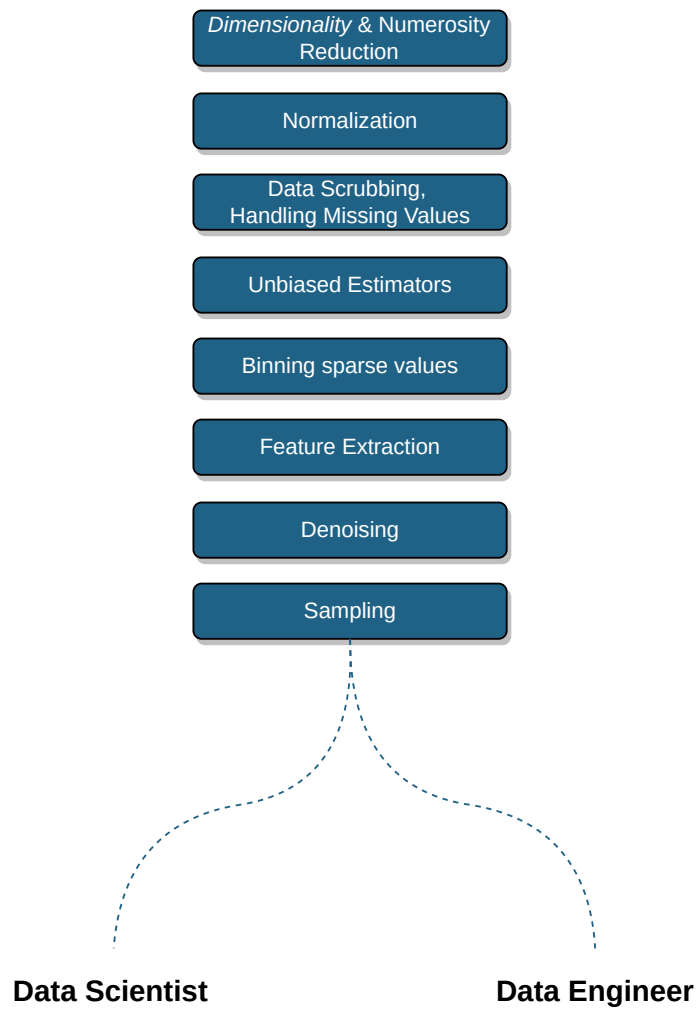 Dimensionality & Numerosity
Reduction
Normalization
Data Scrubbing,
Handling Missing Values
Unbiased Estimators
Binning sparse values
Feature Extraction
Denoising
Sampling
Data Scientist
Data Engineer